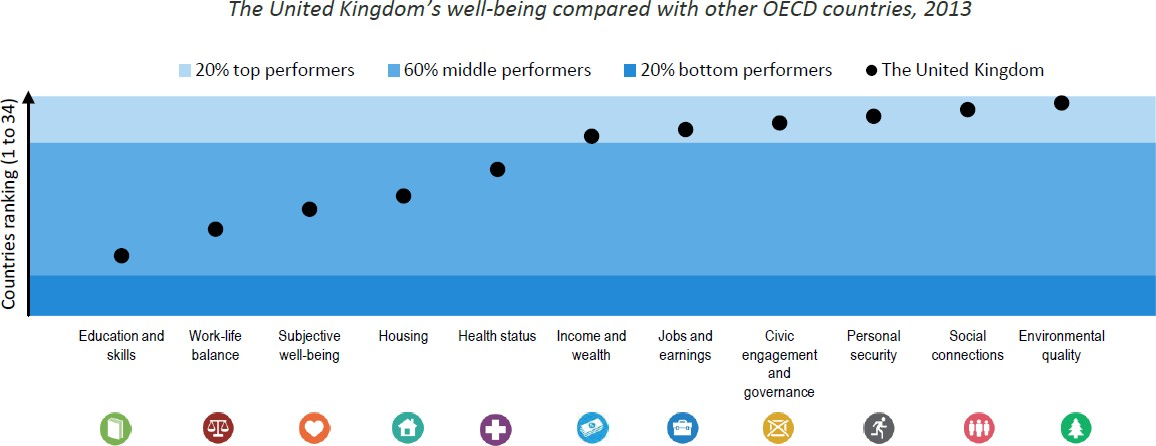 The United Kingdom's well-being compared with other OECD countries, 2013
20% top performers
60% middle performers
20% bottom performers
The United Kingdom
Countries ranking (1 to 34)
Education and
skills
Work-life
balance
Subjective
well-being
Housing
Health status
Income and
wealth
Jobs and
earnings
Civic
engagement
and
governance
Personal
security
Social
connections
Environmental
quality